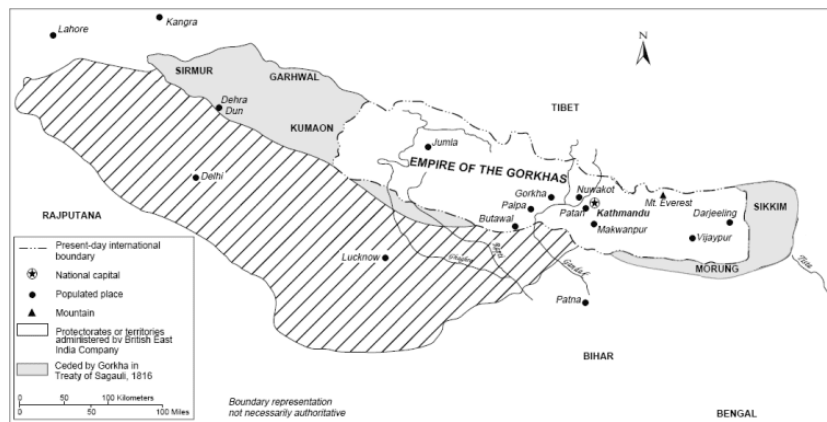 Lahore
Kangra
N
SIRMUR
GARHWAL
Dehra
Dun
KUMAON
TIBET
Jumla
EMPIRE OF THE GORKHAS
Delhi
Gorkha
Nuwakot
Mt. Everest
SIKKIM
Palpa
Patan
Kathmandu
Darjeeling
RAJPUTANA
Butawal
Makwanpur
Vijaypur
Present-day international
boundary
National capital
Populated place
Mountain
Protectorates or territories
administered by British East
India Company
Ceded by Gorkha in
Treaty of Sagauli, 1816
0 50 100 Kilometers
0 50 100 Miles
Lucknow
Rapti
Gandak
MORUNG
Patna
BIHAR
Boundary representation
not necessarily authoritative
BENGAL